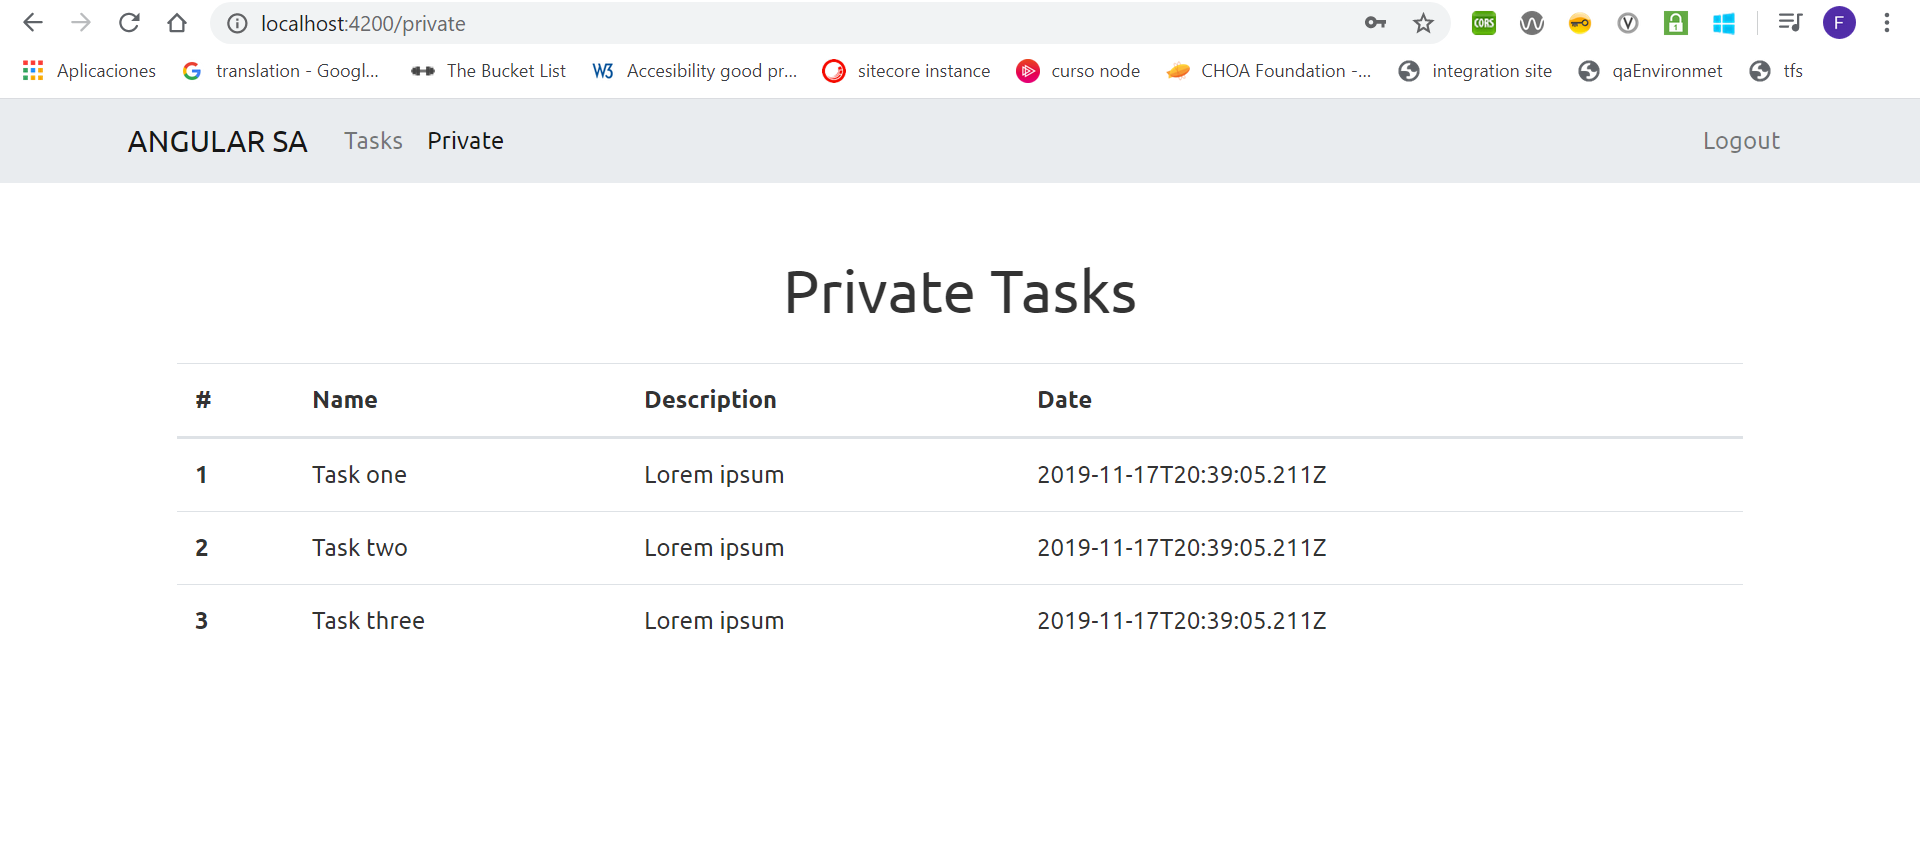 localhost:4200/private
CORS
F
Aplicaciones translation - Googl... The Bucket List W3 Accesibility good pr... sitecore instance curso node CHOA Foundation -... integration site qaEnvironmet tfs
ANGULAR SA Tasks Private Logout
Private Tasks
# Name Description Date
1 Task one Lorem ipsum 2019-11-17T20:39:05.211Z
2 Task two Lorem ipsum 2019-11-17T20:39:05.211Z
3 Task three Lorem ipsum 2019-11-17T20:39:05.211Z